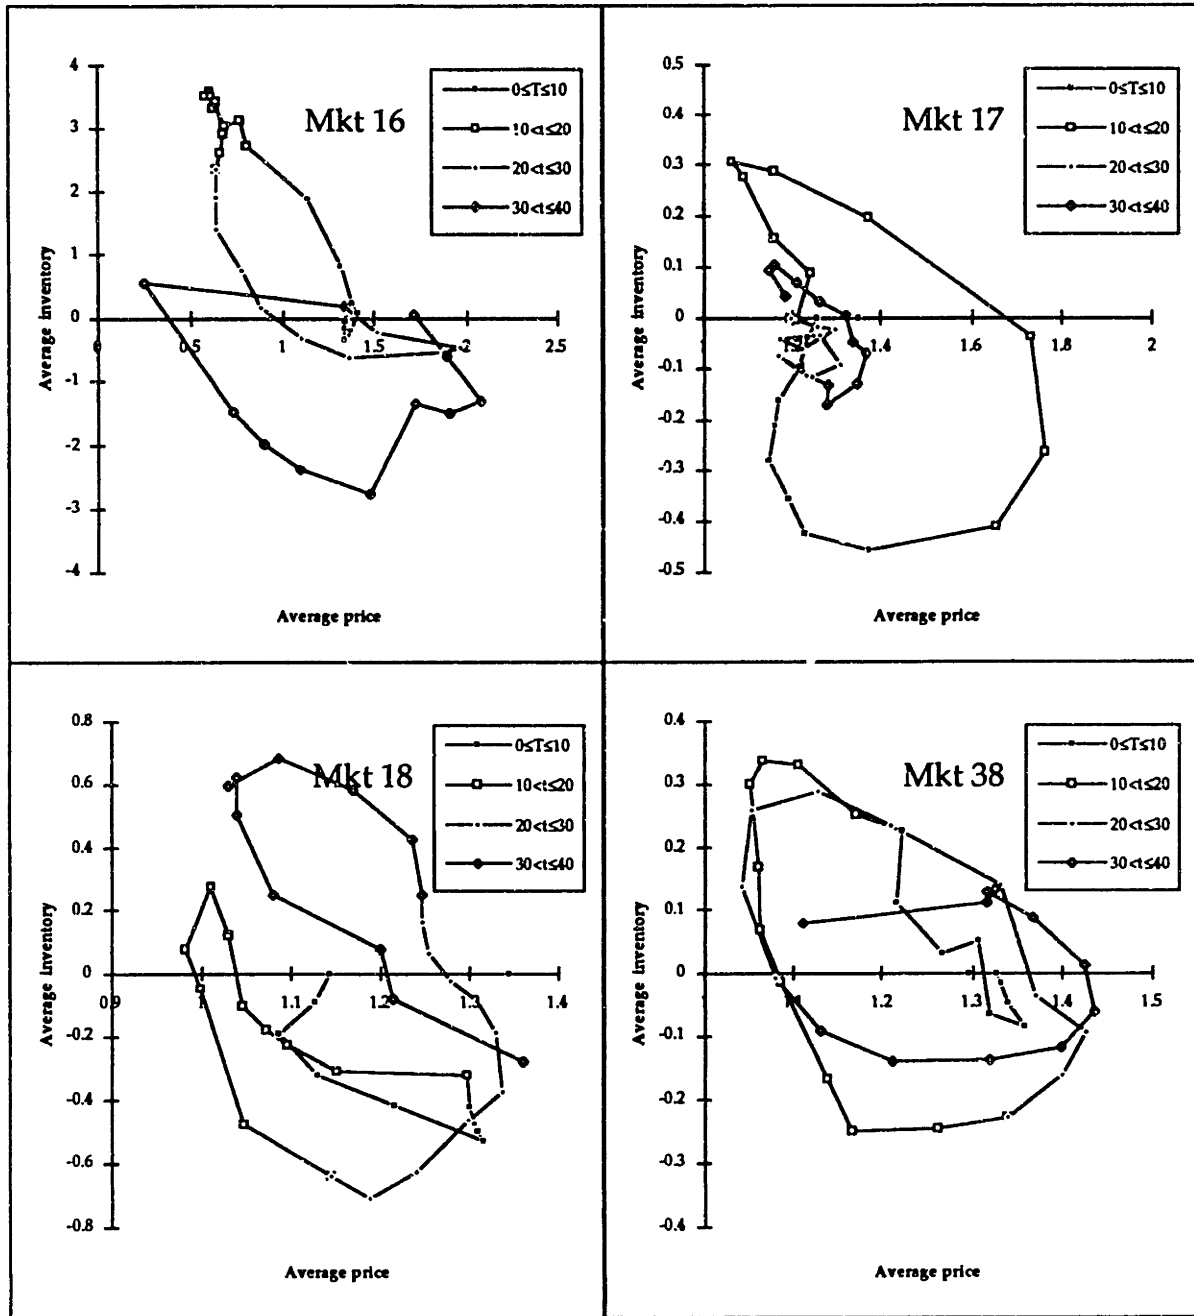 4
3
2
1
0
-1
-2
-3
-4
0
0.5
1
1.5
2
2.5
Average inventory
Average price
Mkt 16
0≤T≤10
10<t≤20
20<t≤30
30<t≤40
0.5
0.4
0.3
0.2
0.1
0
-0.1
-0.2
-0.3
-0.4
-0.5
1.4
1.6
1.8
2
Average inventory
Average price
Mkt 17
0≤T≤10
10<t≤20
20<t≤30
30<t≤40
0.8
0.6
0.4
0.2
0
-0.2
-0.4
-0.6
-0.8
0.9
1
1.1
1.2
1.3
1.4
Average inventory
Average price
Mkt 18
0≤T≤10
10<t≤20
20<t≤30
30<t≤40
0.4
0.3
0.2
0.1
0
-0.1
-0.2
-0.3
-0.4
1.2
1.3
1.4
1.5
Average inventory
Average price
Mkt 38
0≤T≤10
10<t≤20
20<t≤30
30<t≤40